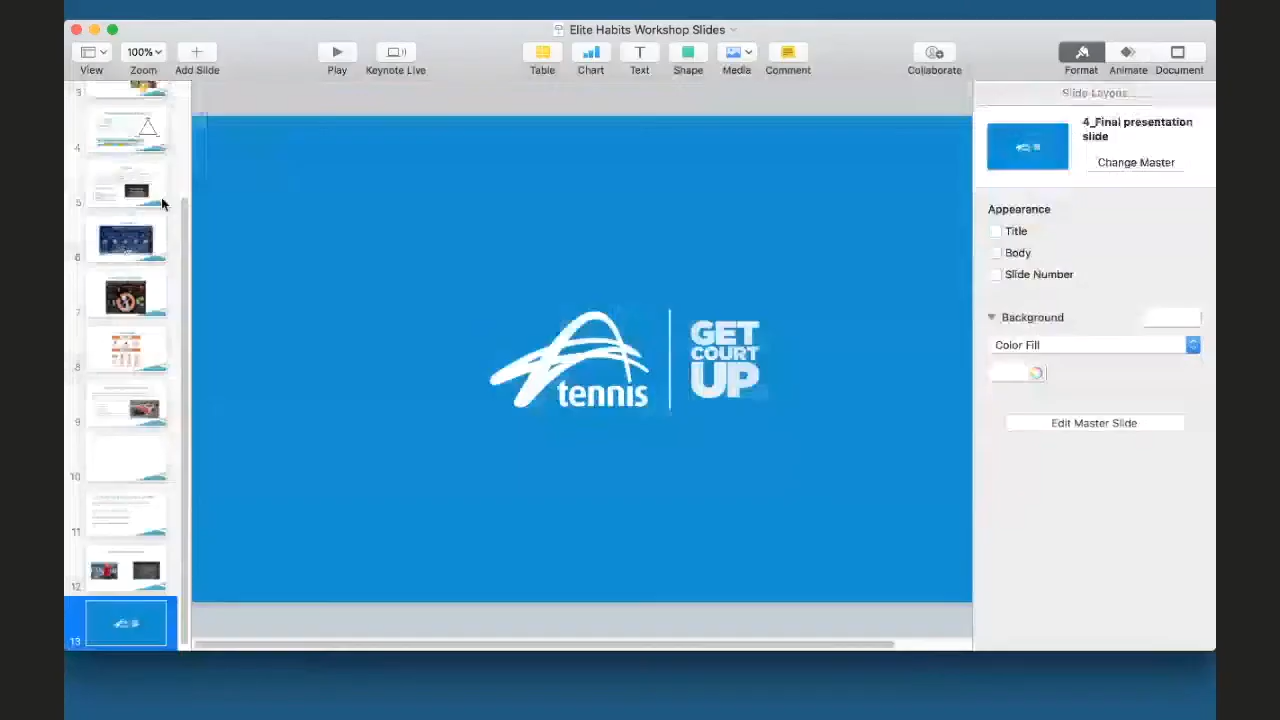 Elite Habits Workshop Slides
100%
View
Zoom
Add Slide
Play
Keynote Live
Table
Chart
Text
Shape
Media
Comment
Collaborate
Format
Animate
Document
Slide Layout
4_Final presentation
slide
Change Master
Appearance
Title
Body
Slide Number
Background
Color Fill
Edit Master Slide
tennis
GET
COURT
UP
3
4
5
6
7
8
9
10
11
12
13